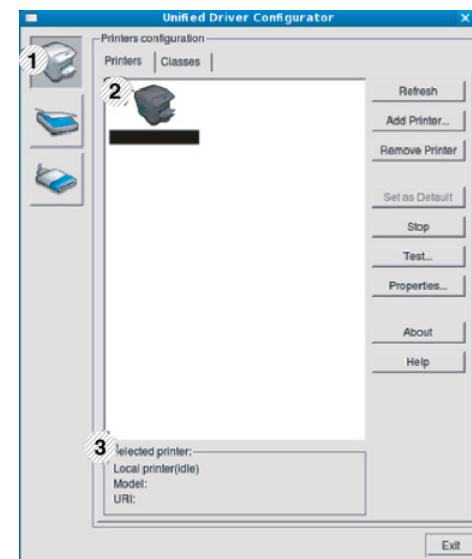 Unified Driver Configurator
1
Printers configuration
Printers
Classes
2
Refresh
Add Printer...
Remove Printer
Set as Default
Stop
Test...
Properties...
About
Help
3
Selected printer:
Local printer(idle)
Model:
URI:
Exit